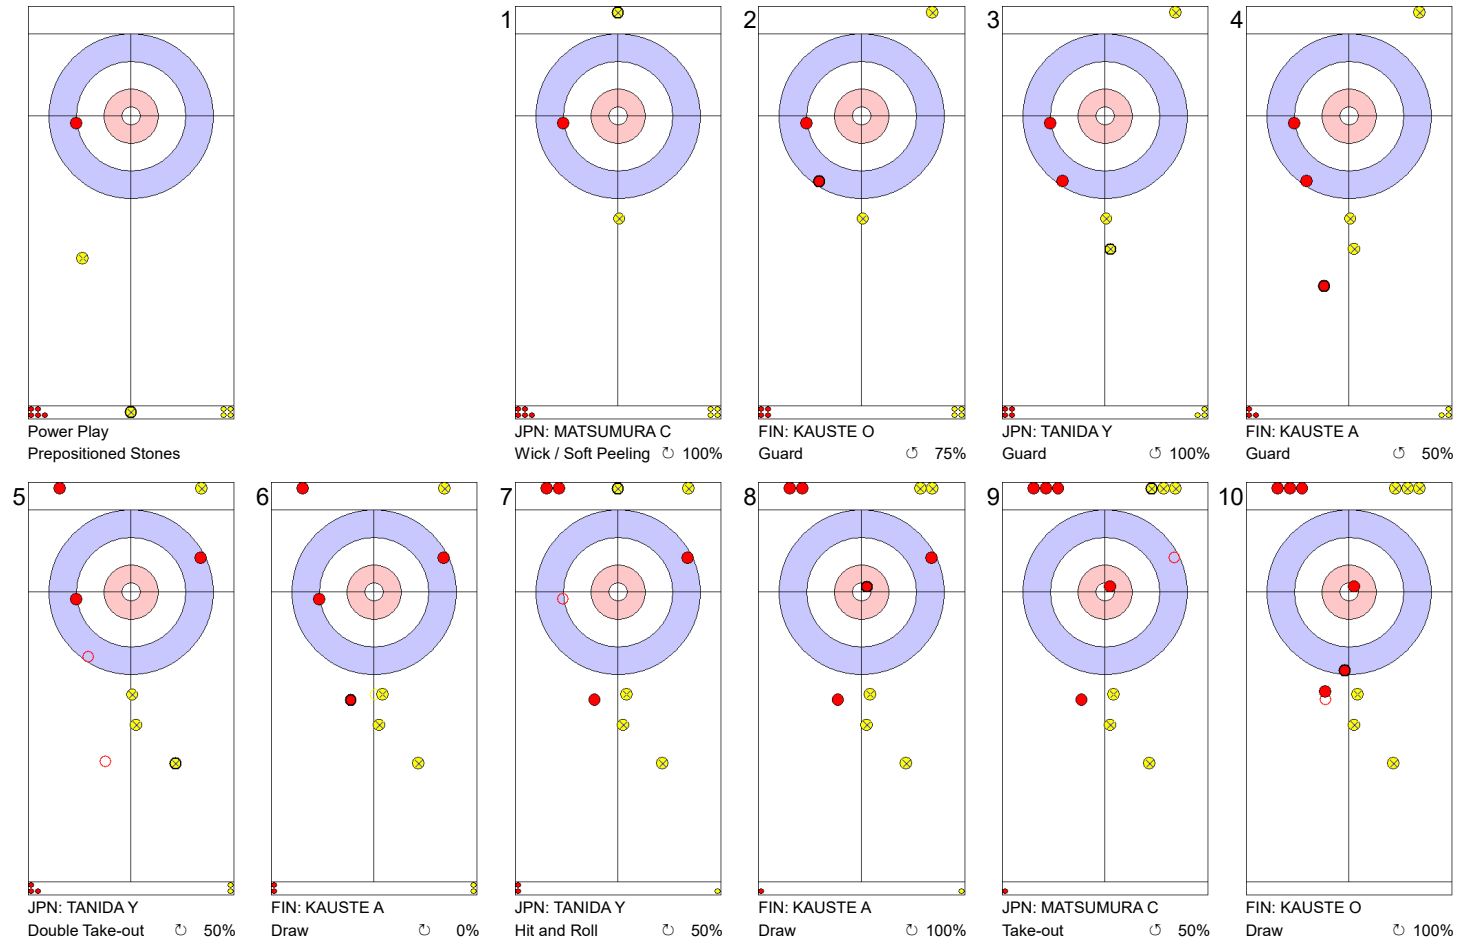 1
2
3
4
Power Play
Prepositioned Stones
JPN: MATSUMURA C
Wick / Soft Peeling ↻ 100%
FIN: KAUSTE O
Guard ↺ 75%
JPN: TANIDA Y
Guard ↺ 100%
FIN: KAUSTE A
Guard ↺ 50%
5
6
7
8
9
10
JPN: TANIDA Y
Double Take-out ↻ 50%
FIN: KAUSTE A
Draw ↻ 0%
JPN: TANIDA Y
Hit and Roll ↻ 50%
FIN: KAUSTE A
Draw ↻ 100%
JPN: MATSUMURA C
Take-out ↻ 50%
FIN: KAUSTE O
Draw ↻ 100%